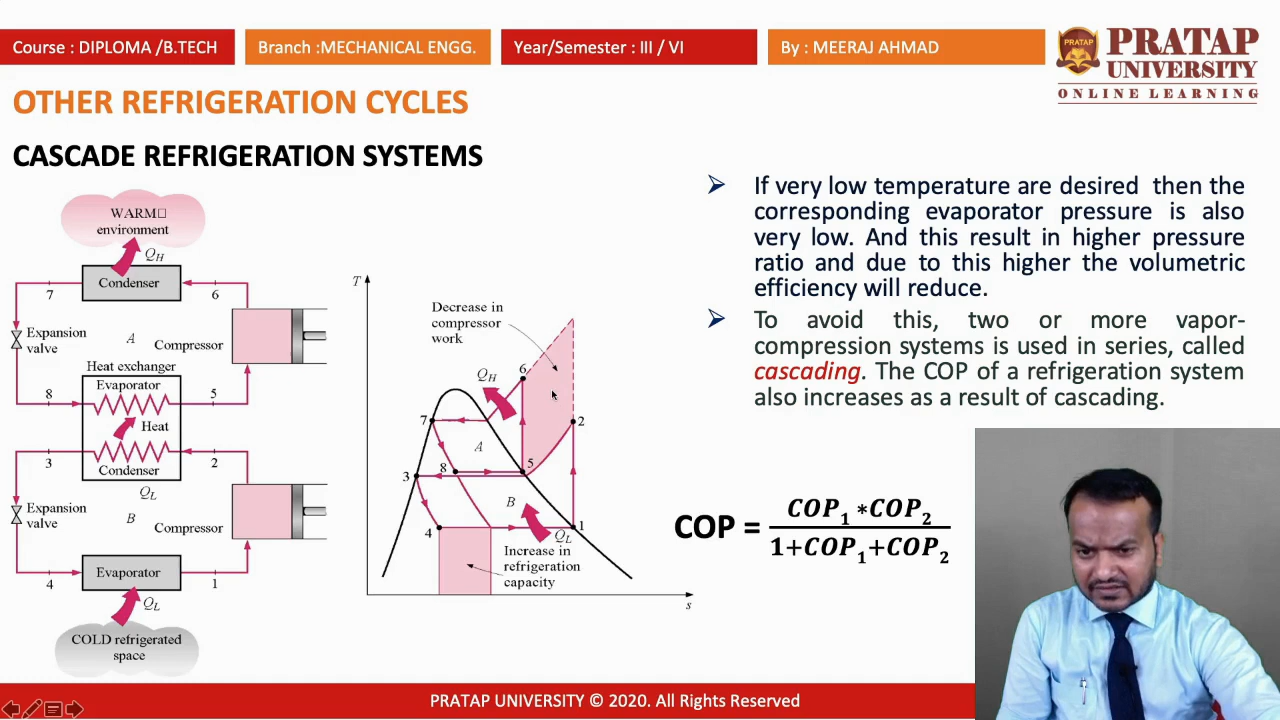 Course : DIPLOMA /B.TECH
Branch :MECHANICAL ENGG.
Year/Semester : III / VI
By : MEERAJ AHMAD
PRATAP
PRATAP
UNIVERSITY
ONLINE LEARNING
OTHER REFRIGERATION CYCLES
CASCADE REFRIGERATION SYSTEMS
WARM□
environment
Q_H
Condenser
7
6
Expansion
valve
A
Compressor
Heat exchanger
Evaporator
8
5
Heat
3
2
Condenser
Q_L
Expansion
valve
B
Compressor
Evaporator
4
1
Q_L
COLD refrigerated
space
T
Decrease in
compressor
work
6
Q_H
7
2
A
8
5
3
B
4
1
Q_L
Increase in
refrigeration
capacity
s
➢ If very low temperature are desired then the
corresponding evaporator pressure is also
very low. And this result in higher pressure
ratio and due to this higher the volumetric
efficiency will reduce.
➢ To avoid this, two or more vapor-
compression systems is used in series, called
cascading. The COP of a refrigeration system
also increases as a result of cascading.
COP = COP₁ *COP₂ / 1+COP₁+COP₂
PRATAP UNIVERSITY © 2020. All Rights Reserved